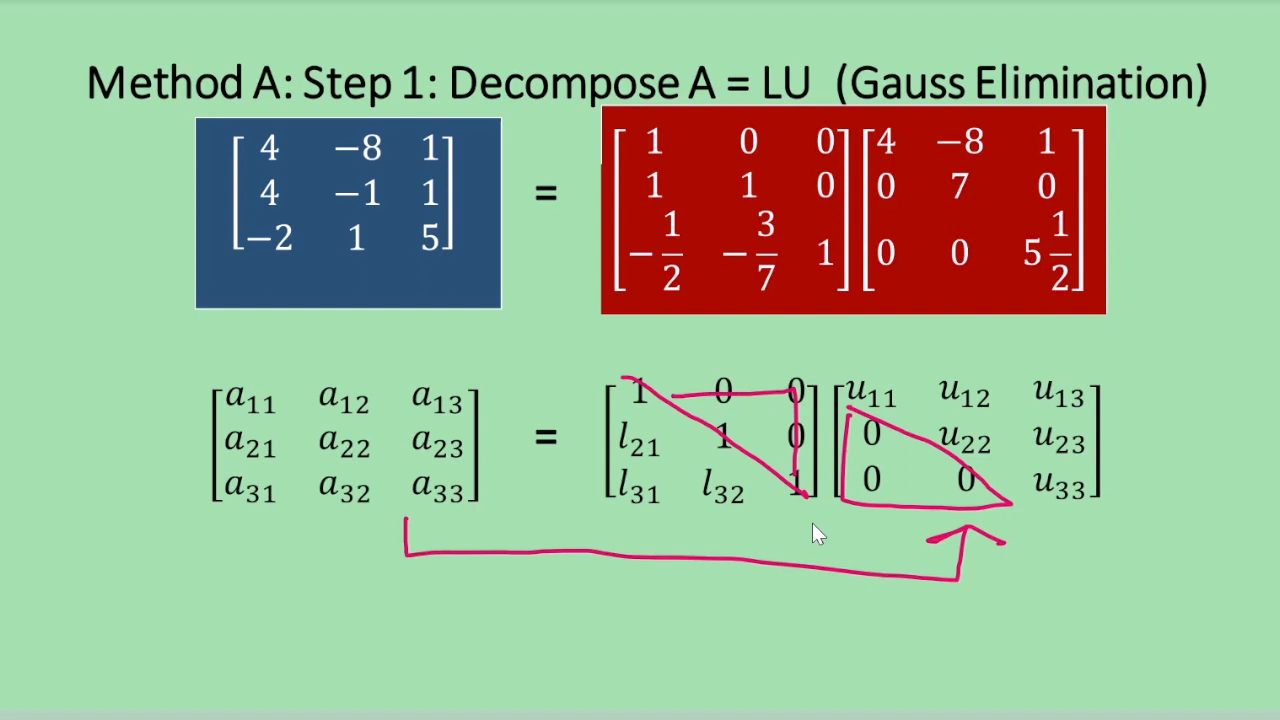 Method A: Step 1: Decompose A = LU (Gauss Elimination)
[4 −8 1] = [1 0 0] [4 −8 1]
[4 −1 1] [1 1 0] [0 7 0]
[−2 1 5] [−1/2 −3/7 1] [0 0 5 1/2]
[a₁₁ a₁₂ a₁₃] = [1 0 0] [u₁₁ u₁₂ u₁₃]
[a₂₁ a₂₂ a₂₃] [l₂₁ 1 0] [0 u₂₂ u₂₃]
[a₃₁ a₃₂ a₃₃] [l₃₁ l₃₂ 1] [0 0 u₃₃]